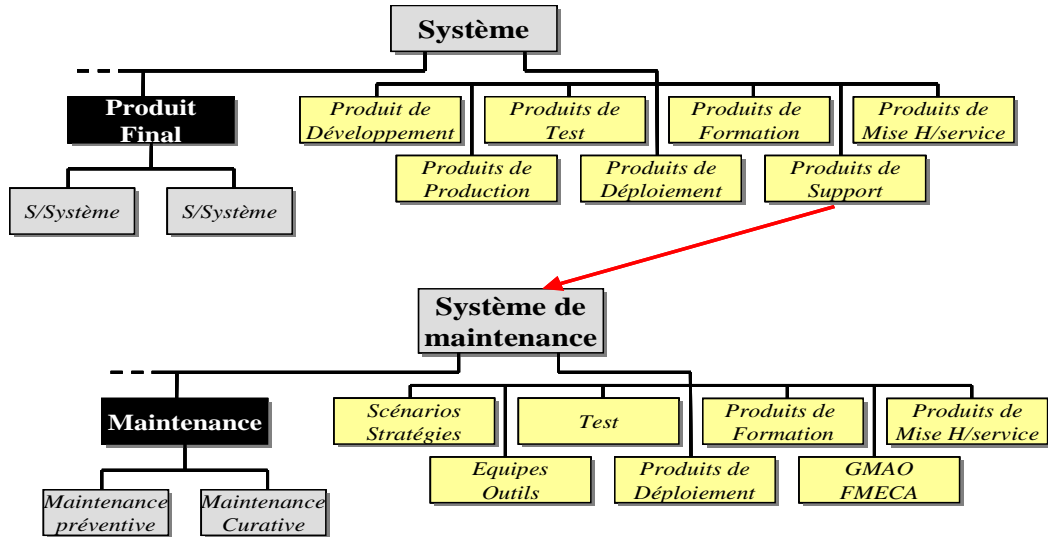 Système
Produit
Final
Produit de
Développement
Produits de
Test
Produits de
Formation
Produits de
Mise H/service
Produits de
Production
Produits de
Déploiement
Produits de
Support
S/Système
S/Système
Système de
maintenance
Maintenance
Scénarios
Stratégies
Test
Produits de
Formation
Produits de
Mise H/service
Equipes
Outils
Produits de
Déploiement
GMAO
FMECA
Maintenance
préventive
Maintenance
Curative